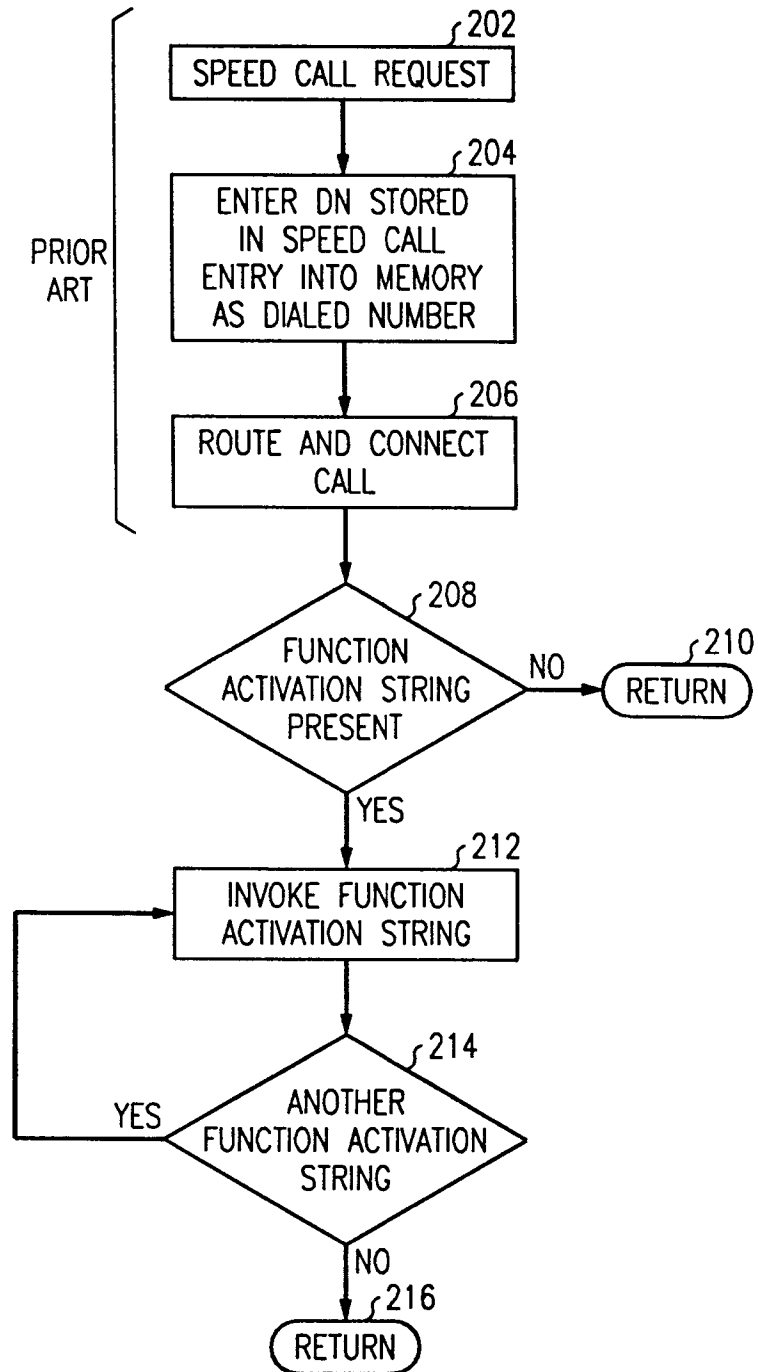 202
SPEED CALL REQUEST
204
ENTER DN STORED
IN SPEED CALL
ENTRY INTO MEMORY
AS DIALED NUMBER
PRIOR
ART
206
ROUTE AND CONNECT
CALL
208
FUNCTION
ACTIVATION STRING
PRESENT
NO
210
RETURN
YES
212
INVOKE FUNCTION
ACTIVATION STRING
214
ANOTHER
FUNCTION ACTIVATION
STRING
YES
NO
216
RETURN